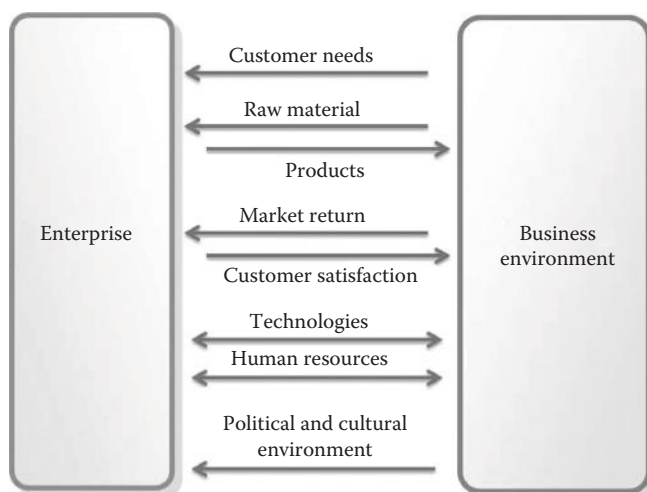 Customer needs
Raw material
Products
Market return
Enterprise
Business
environment
Customer satisfaction
Technologies
Human resources
Political and cultural
environment